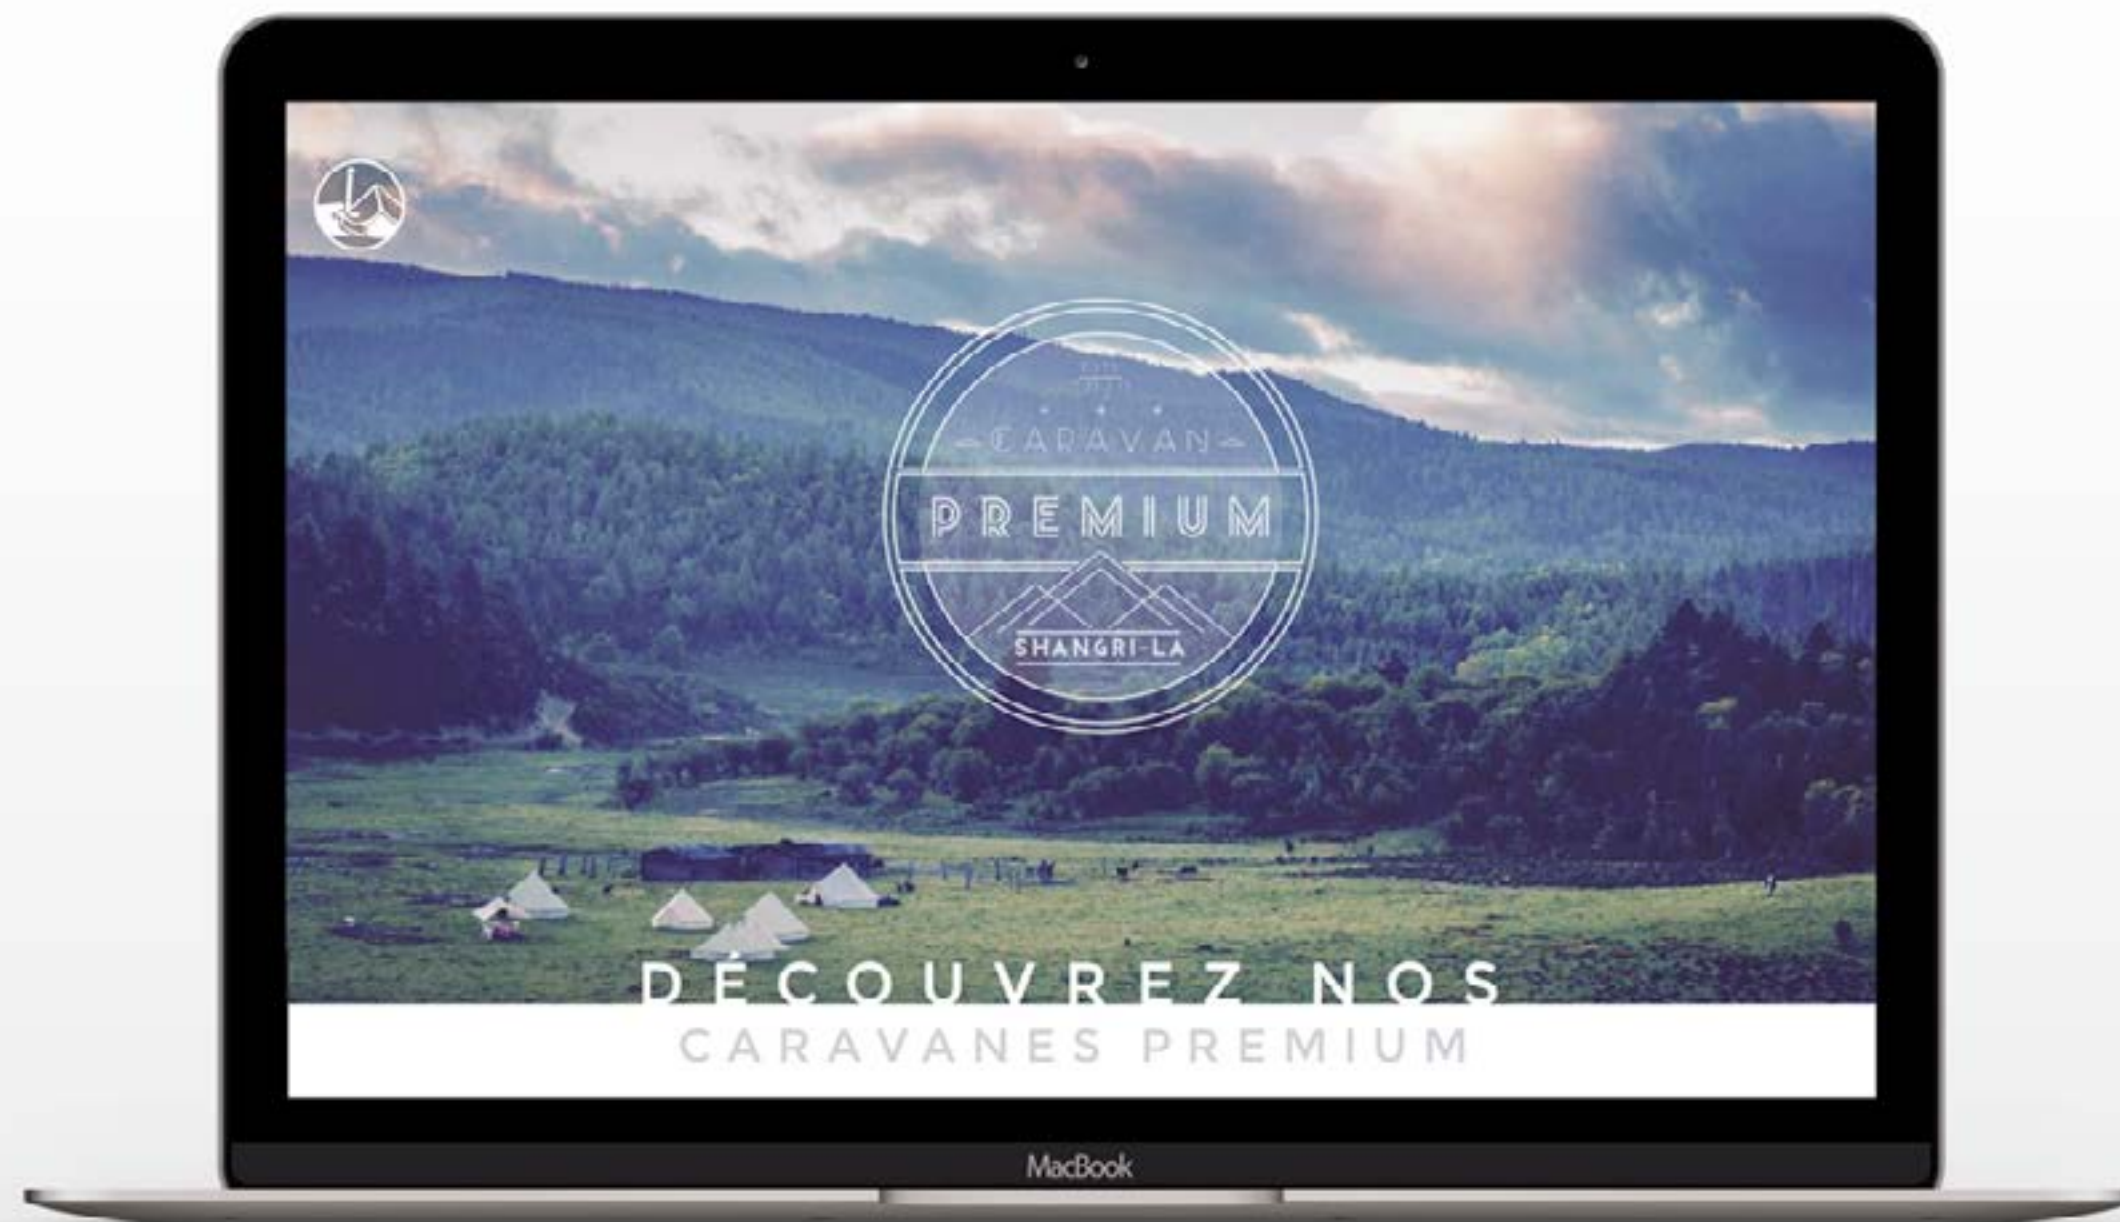 CARAVAN
PREMIUM
SHANGRI-LA
DÉCOUVREZ NOS
CARAVANES PREMIUM
MacBook